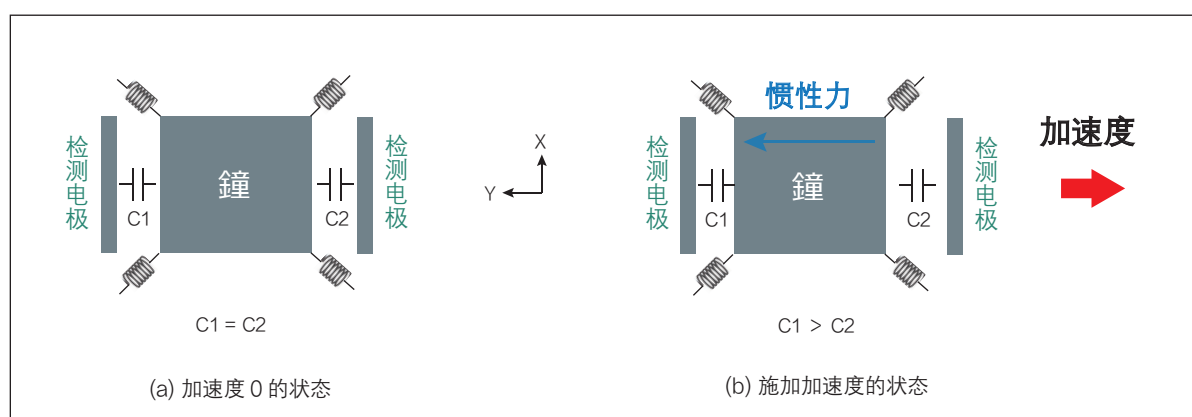 检测电极
C1
鐘
C2
检测电极
X
Y
C1 = C2
(a) 加速度 0 的状态
惯性力
加速度
检测电极
C1
鐘
C2
检测电极
C1 > C2
(b) 施加加速度的状态